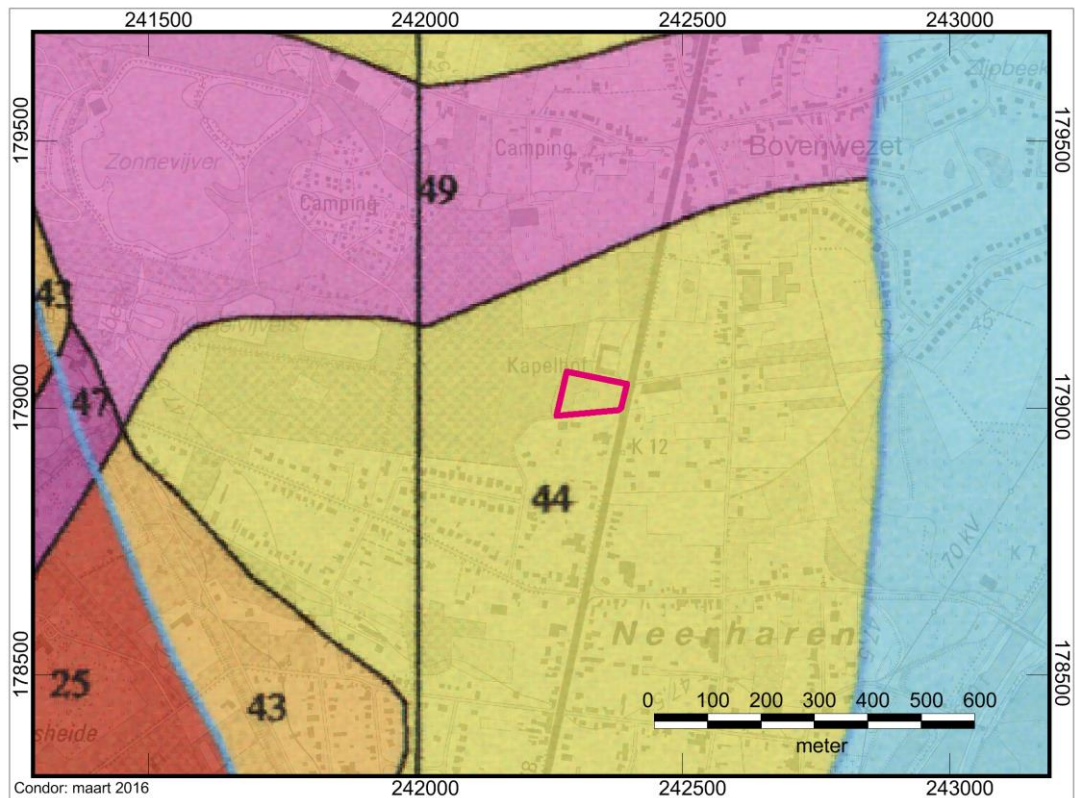 241500 242000 242500 243000
Zijpbeek
179500 Zonnevijver Camping Bovenwezet 179500
49
Camping
43
Kapelhof
179000 47 179000
K 12
44
70 KV
K 7
Neerharen
178500 25 178500
43
0 100 200 300 400 500 600
sheide
meter
Condor: maart 2016 242000 242500 243000